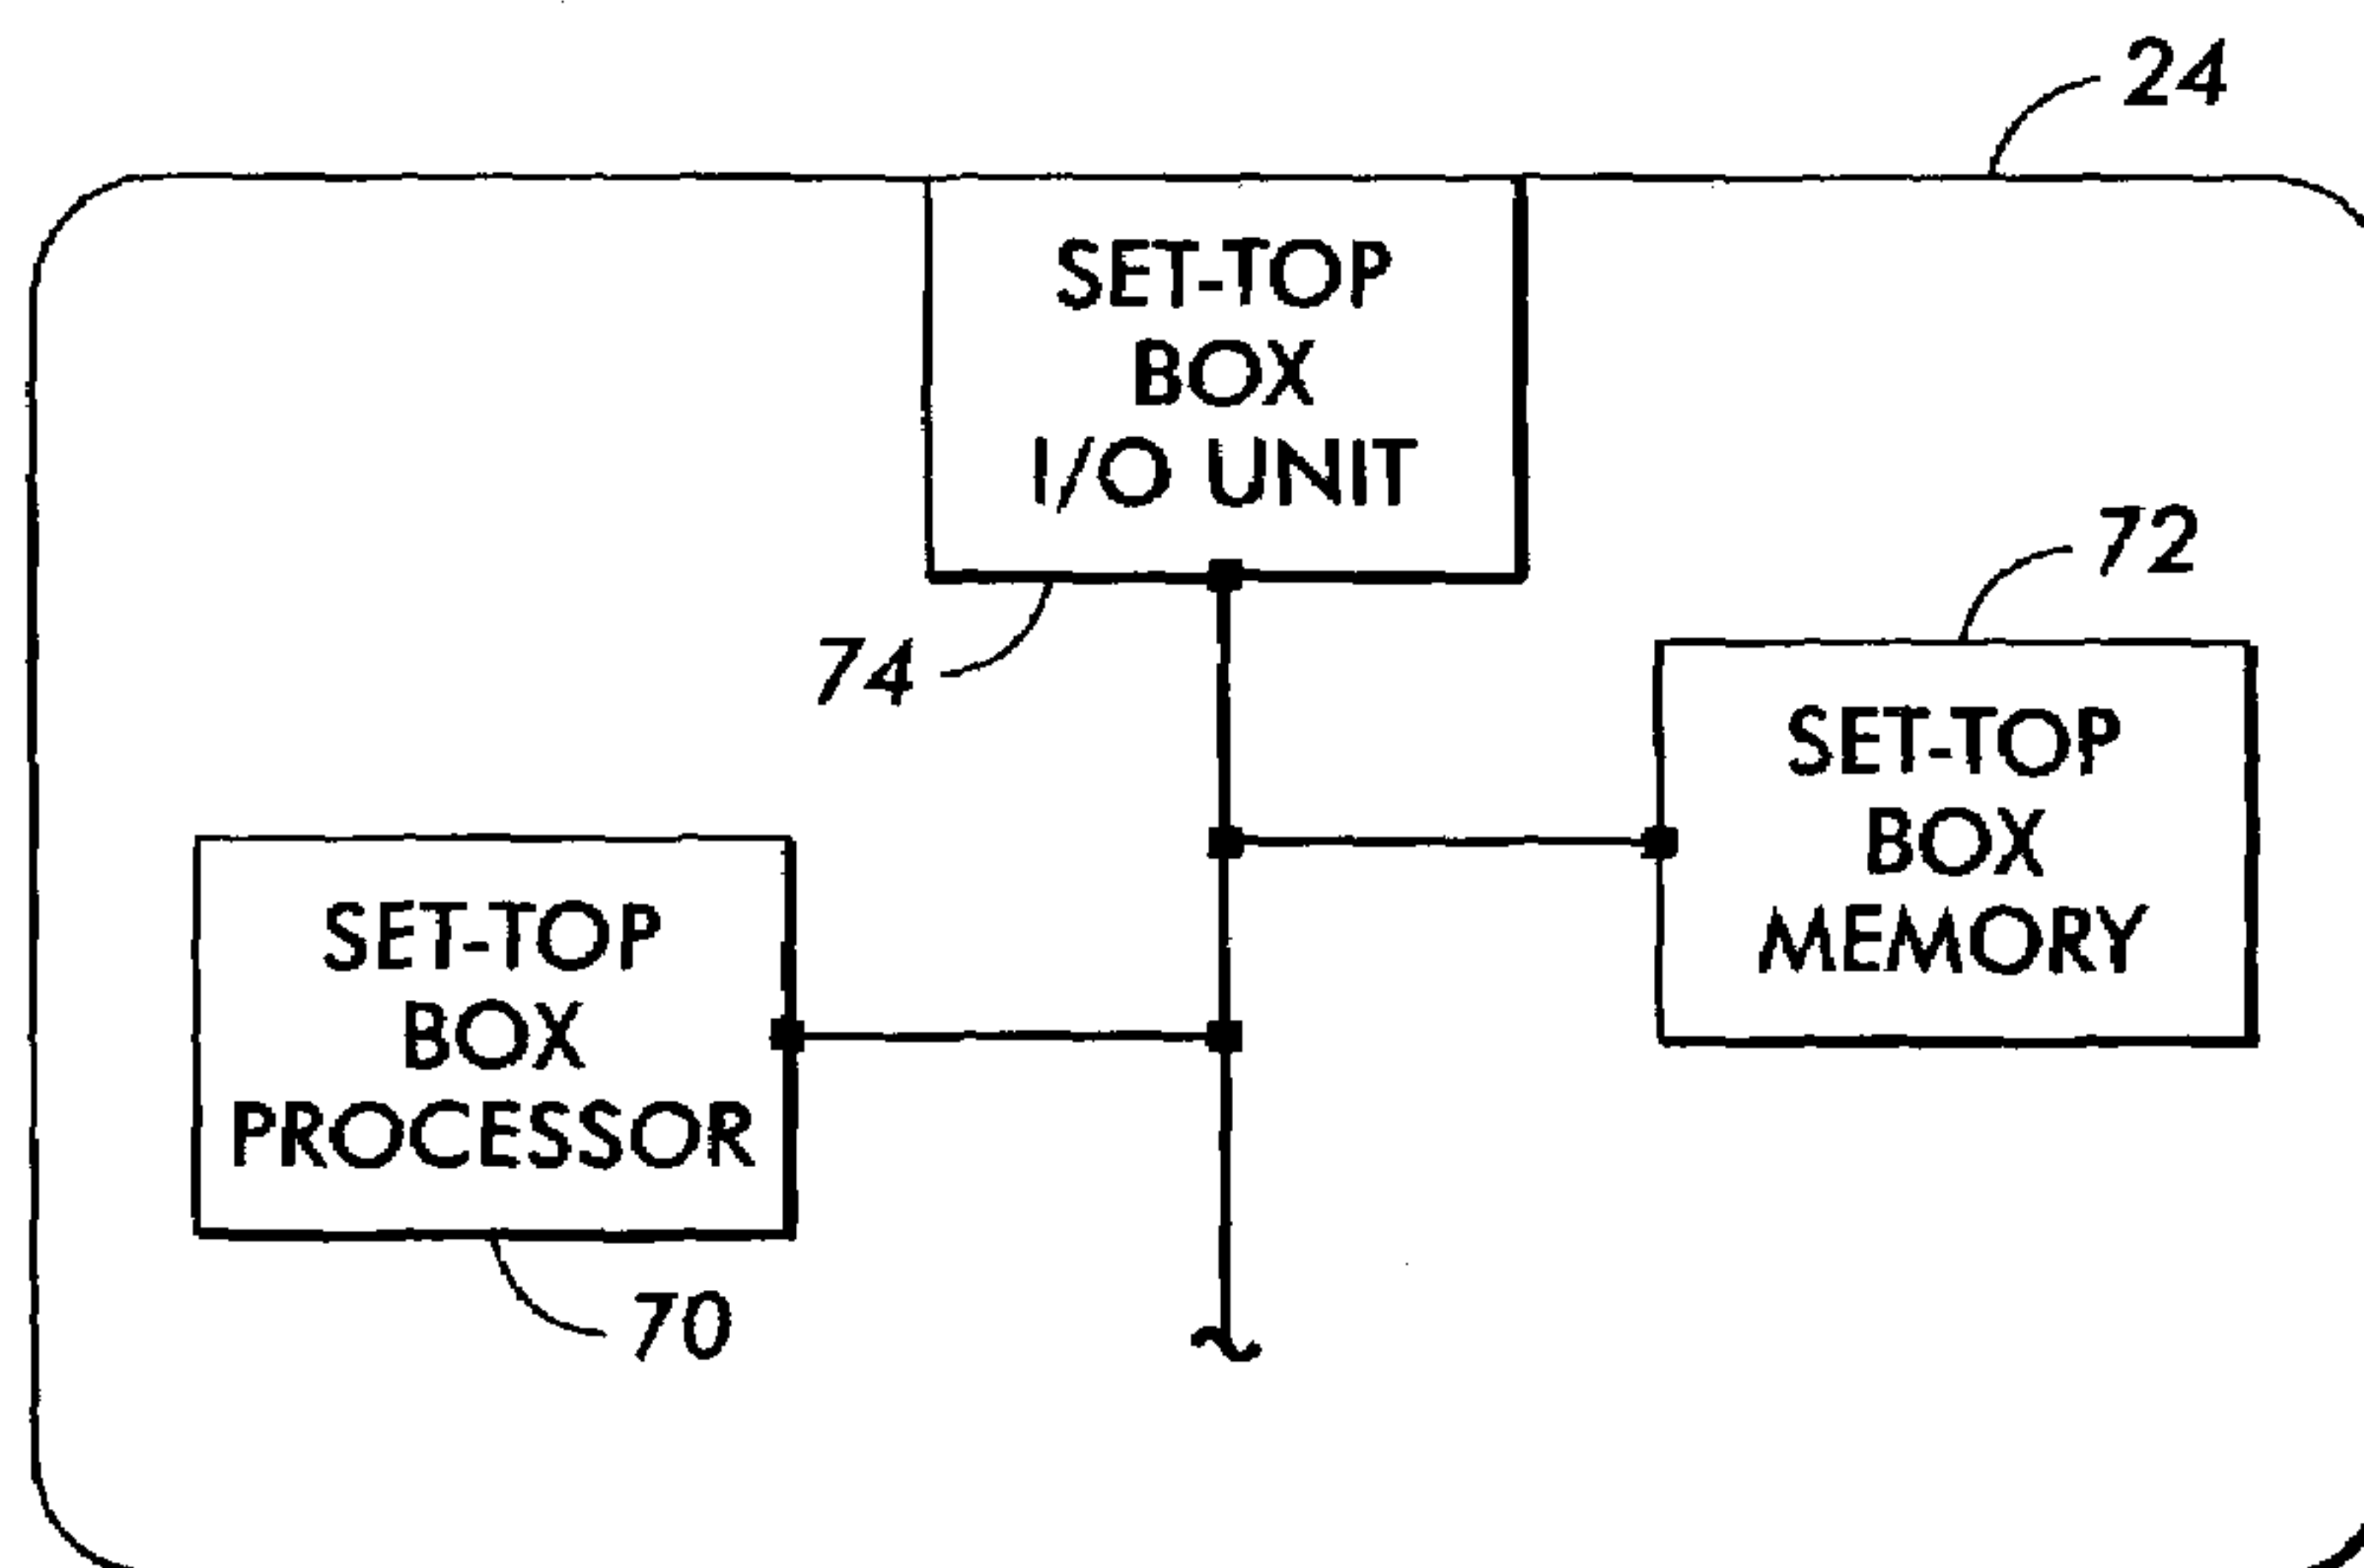 24
SET-TOP
BOX
I/O UNIT
74
72
SET-TOP
BOX
MEMORY
SET-TOP
BOX
PROCESSOR
70